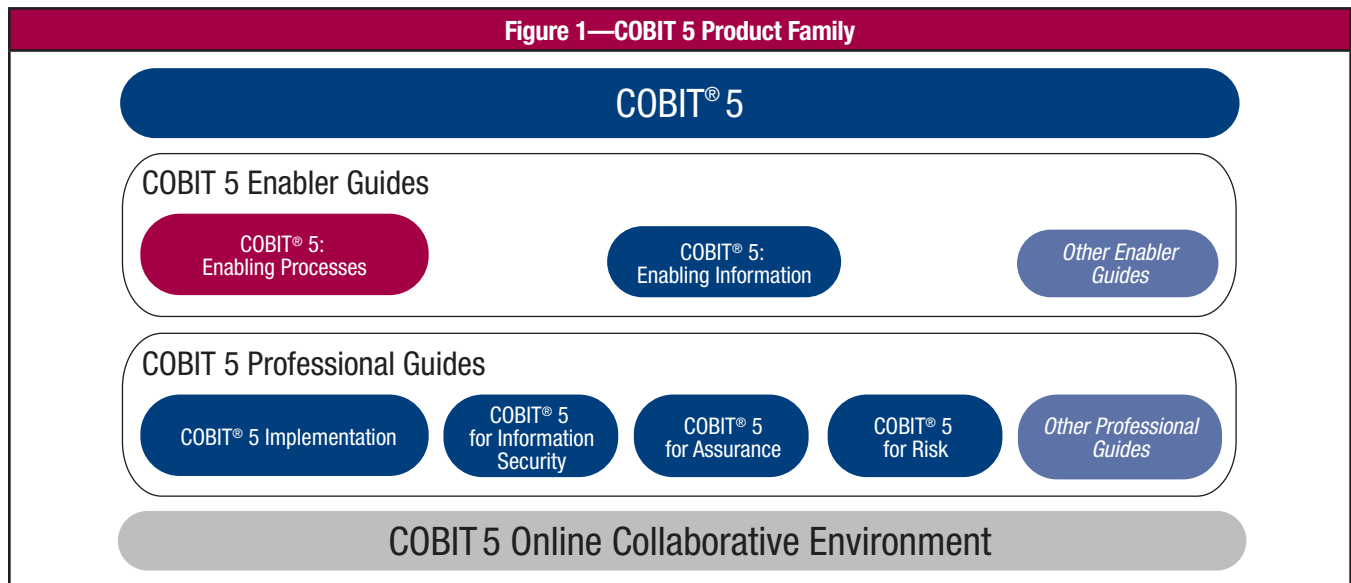 Figure 1—COBIT 5 Product Family
COBIT® 5
COBIT 5 Enabler Guides
COBIT® 5:
Enabling Processes
COBIT® 5:
Enabling Information
Other Enabler
Guides
COBIT 5 Professional Guides
COBIT® 5 Implementation
COBIT® 5
for Information
Security
COBIT® 5
for Assurance
COBIT® 5
for Risk
Other Professional
Guides
COBIT 5 Online Collaborative Environment